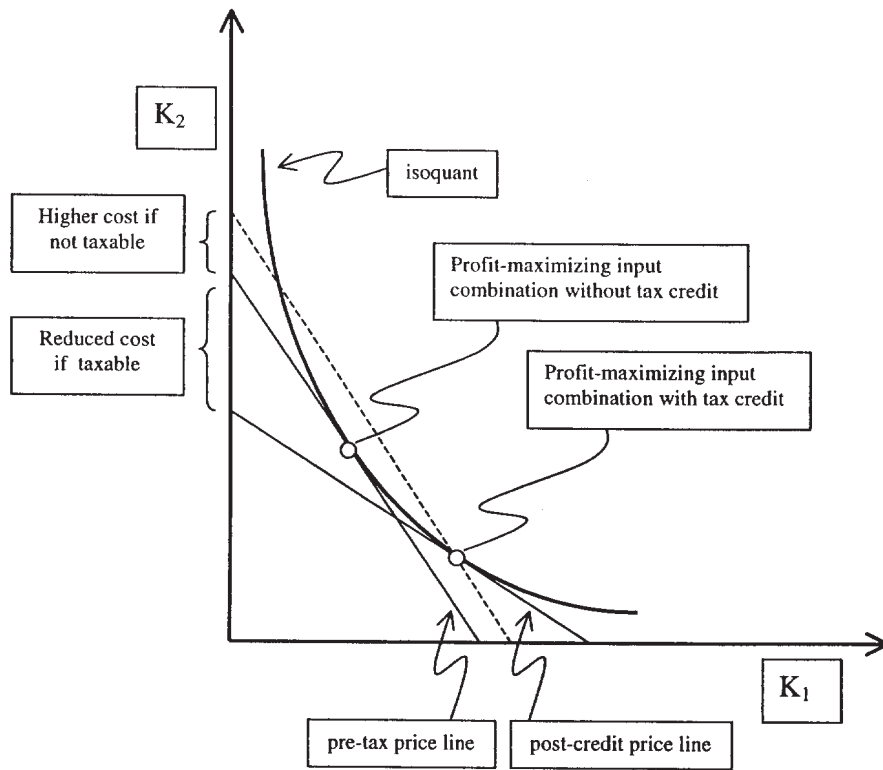 K₂
isoquant
Higher cost if
not taxable
Profit-maximizing input
combination without tax credit
Reduced cost
if taxable
Profit-maximizing input
combination with tax credit
K₁
pre-tax price line
post-credit price line